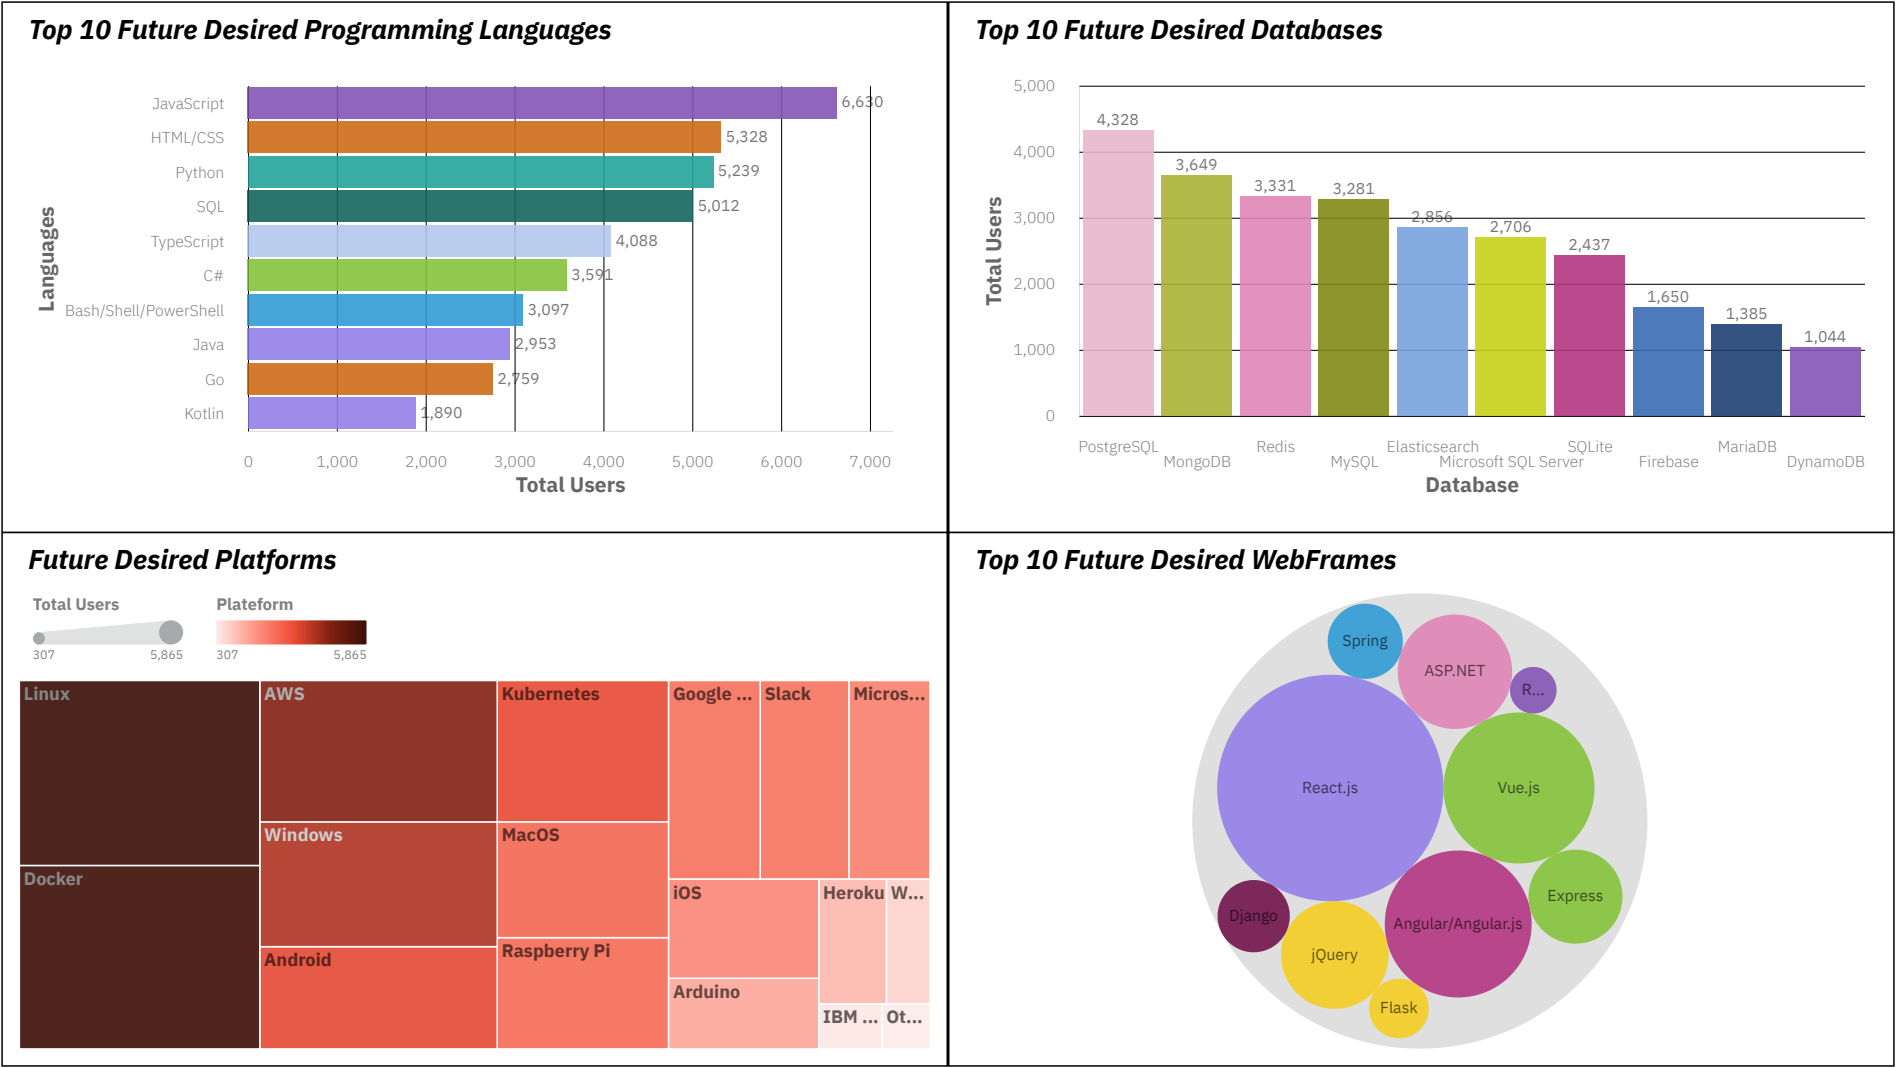 Top 10 Future Desired Programming Languages
Languages
JavaScript 6,630
HTML/CSS 5,328
Python 5,239
SQL 5,012
TypeScript 4,088
C# 3,591
Bash/Shell/PowerShell 3,097
Java 2,953
Go 2,759
Kotlin 1,890
0 1,000 2,000 3,000 4,000 5,000 6,000 7,000
Total Users
Top 10 Future Desired Databases
Total Users
5,000
4,000
3,000
2,000
1,000
0
4,328
3,649
3,331
3,281
2,856
2,706
2,437
1,650
1,385
1,044
PostgreSQL
MongoDB
Redis
MySQL
Elasticsearch
Microsoft SQL Server
SQLite
Firebase
MariaDB
DynamoDB
Database
Future Desired Platforms
Total Users
307 5,865
Plateform
307 5,865
Linux
Docker
AWS
Windows
Android
Kubernetes
MacOS
Raspberry Pi
Google ...
Slack
Micros...
iOS
Arduino
Heroku
W...
IBM ...
Ot...
Top 10 Future Desired WebFrames
Spring
ASP.NET
R...
React.js
Vue.js
Express
Django
Angular/Angular.js
jQuery
Flask